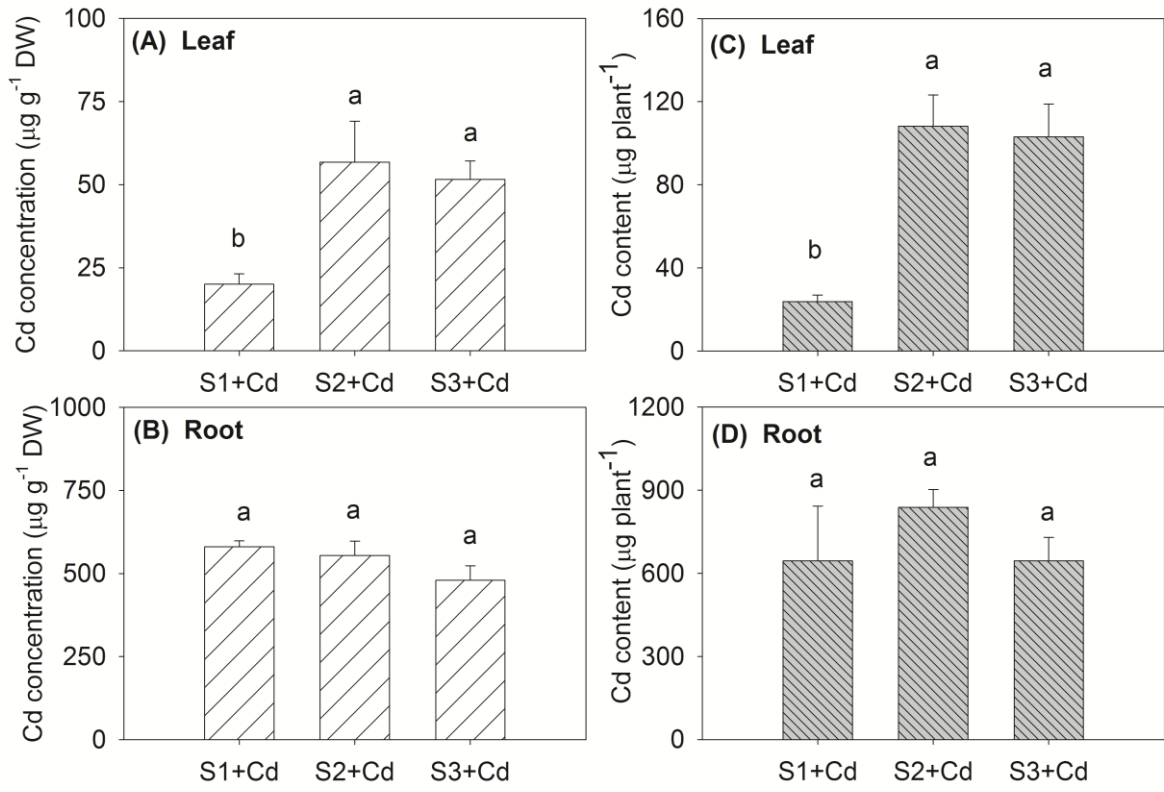 (A) Leaf
Cd concentration (μg g⁻¹ DW)
100
75
50
25
0
b
a
a
S1+Cd
S2+Cd
S3+Cd
(C) Leaf
Cd content (μg plant⁻¹)
160
120
80
40
0
b
a
a
S1+Cd
S2+Cd
S3+Cd
(B) Root
Cd concentration (μg g⁻¹ DW)
1000
750
500
250
0
a
a
a
S1+Cd
S2+Cd
S3+Cd
(D) Root
Cd content (μg plant⁻¹)
1200
900
600
300
0
a
a
a
S1+Cd
S2+Cd
S3+Cd